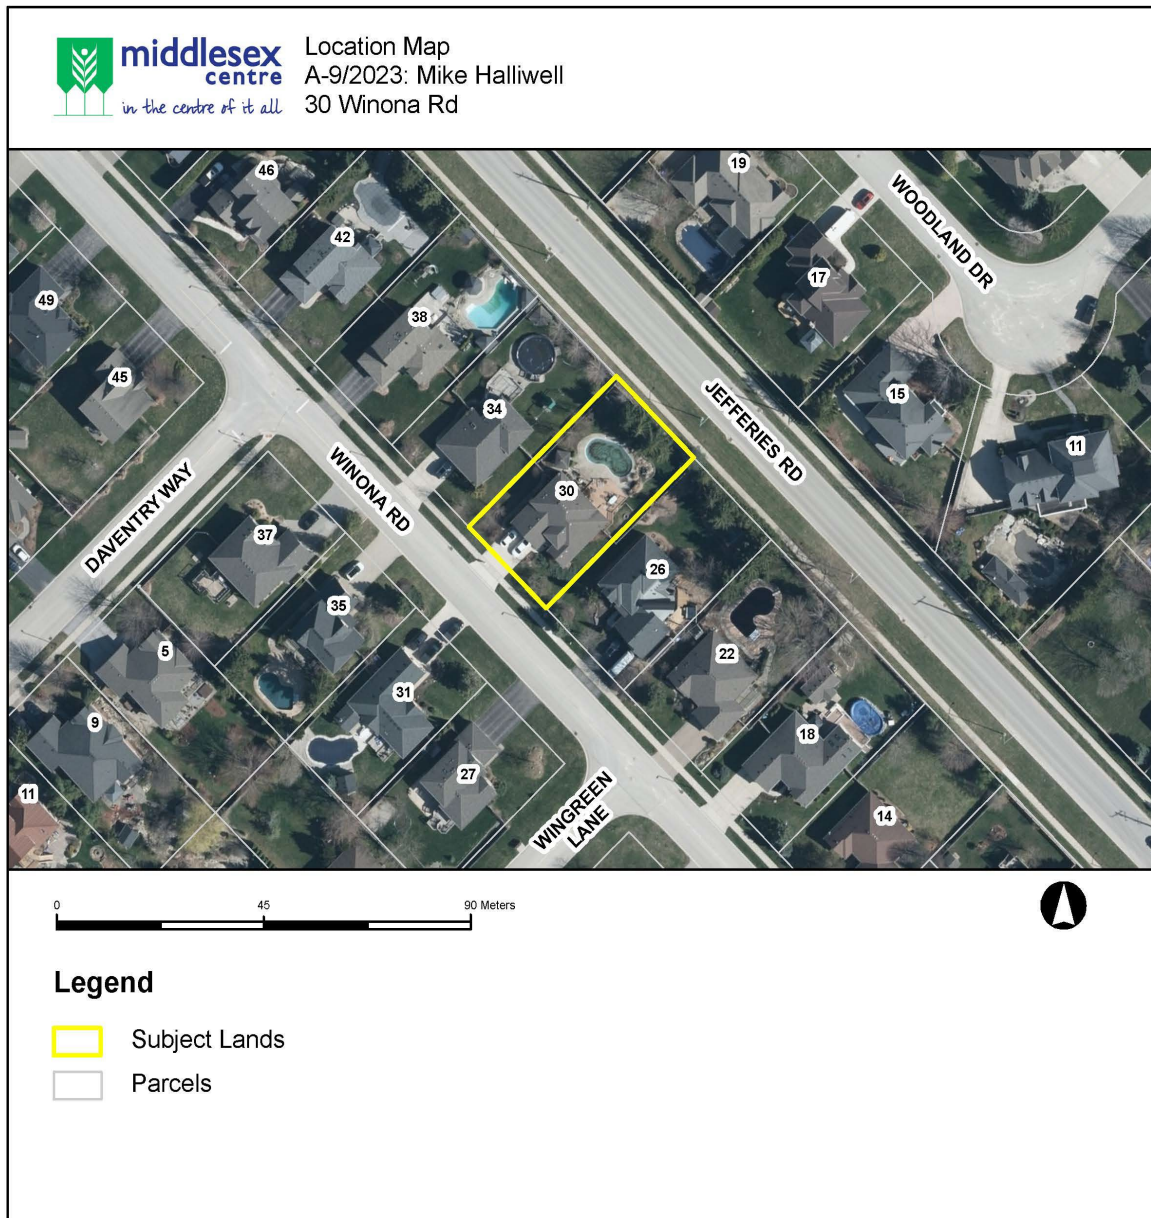 middlesex
centre
in the centre of it all
Location Map
A-9/2023: Mike Halliwell
30 Winona Rd
46
19
42
WOODLAND DR
17
49
38
45
JEFFERIES RD
15
34
11
WINONA RD
30
DAVENTRY WAY
37
26
35
5
22
31
9
18
27
WINGREEN
LANE
11
14
0
45
90 Meters
Legend
Subject Lands
Parcels